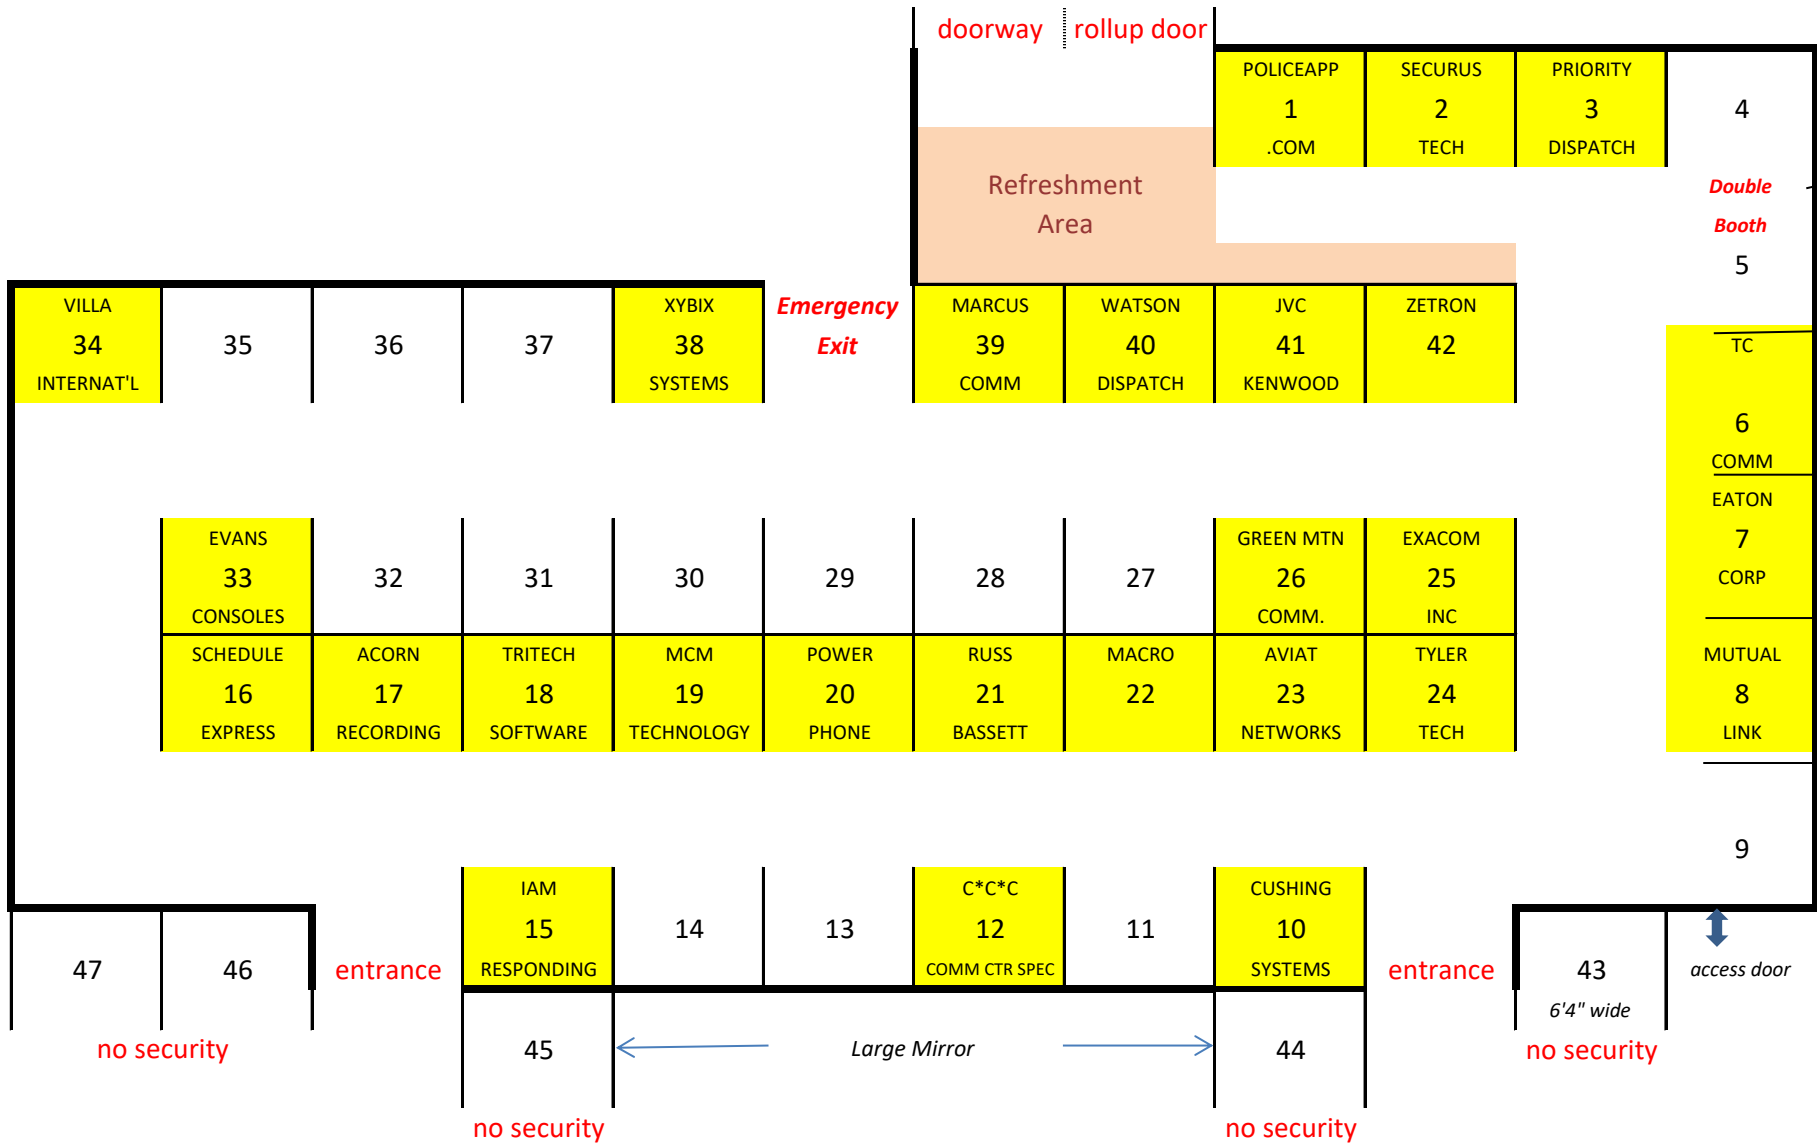 doorway rollup door
POLICEAPP SECURUS PRIORITY
1 2 3 4
.COM TECH DISPATCH
Refreshment Double
Area Booth
5
VILLA XYBIX Emergency MARCUS WATSON JVC ZETRON
34 35 36 37 38 Exit 39 40 41 42 TC
INTERNAT'L SYSTEMS COMM DISPATCH KENWOOD
6
COMM
EATON
EVANS GREEN MTN EXACOM 7
33 32 31 30 29 28 27 26 25 CORP
CONSOLES COMM. INC
SCHEDULE ACORN TRITECH MCM POWER RUSS MACRO AVIAT TYLER MUTUAL
16 17 18 19 20 21 22 23 24 8
EXPRESS RECORDING SOFTWARE TECHNOLOGY PHONE BASSETT NETWORKS TECH LINK
9
IAM C*C*C CUSHING
15 14 13 12 11 10
47 46 entrance RESPONDING COMM CTR SPEC SYSTEMS entrance 43 access door
6'4" wide
no security 45 Large Mirror 44 no security
no security no security